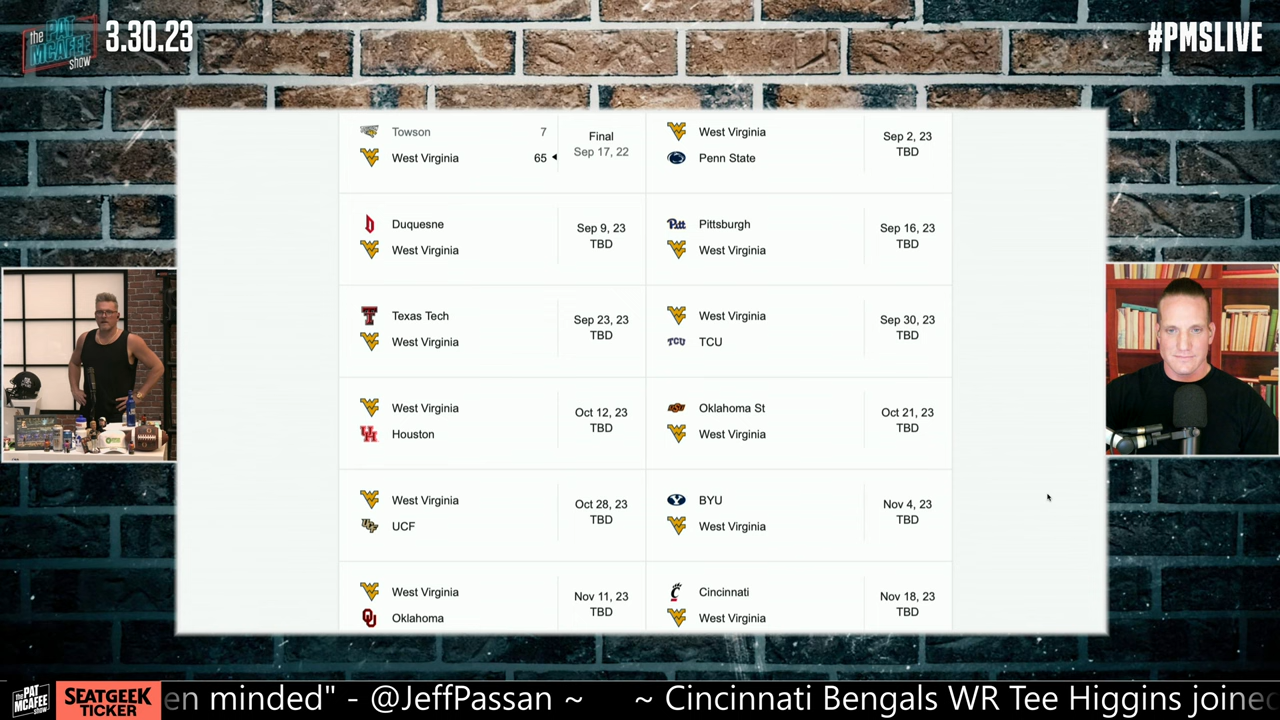 the PAT MCAFEE show
3.30.23
#PMSLIVE
Towson 7
West Virginia 65
Final
Sep 17, 22
West Virginia
Penn State
Sep 2, 23
TBD
Duquesne
West Virginia
Sep 9, 23
TBD
Pitt Pittsburgh
West Virginia
Sep 16, 23
TBD
Texas Tech
West Virginia
Sep 23, 23
TBD
West Virginia
TCU TCU
Sep 30, 23
TBD
West Virginia
Houston
Oct 12, 23
TBD
Oklahoma St
West Virginia
Oct 21, 23
TBD
West Virginia
UCF UCF
Oct 28, 23
TBD
BYU
West Virginia
Nov 4, 23
TBD
West Virginia
Oklahoma
Nov 11, 23
TBD
Cincinnati
West Virginia
Nov 18, 23
TBD
the PAT MCAFEE show
SEATGEEK
TICKER
en minded" - @JeffPassan ~ ~ Cincinnati Bengals WR Tee Higgins joined